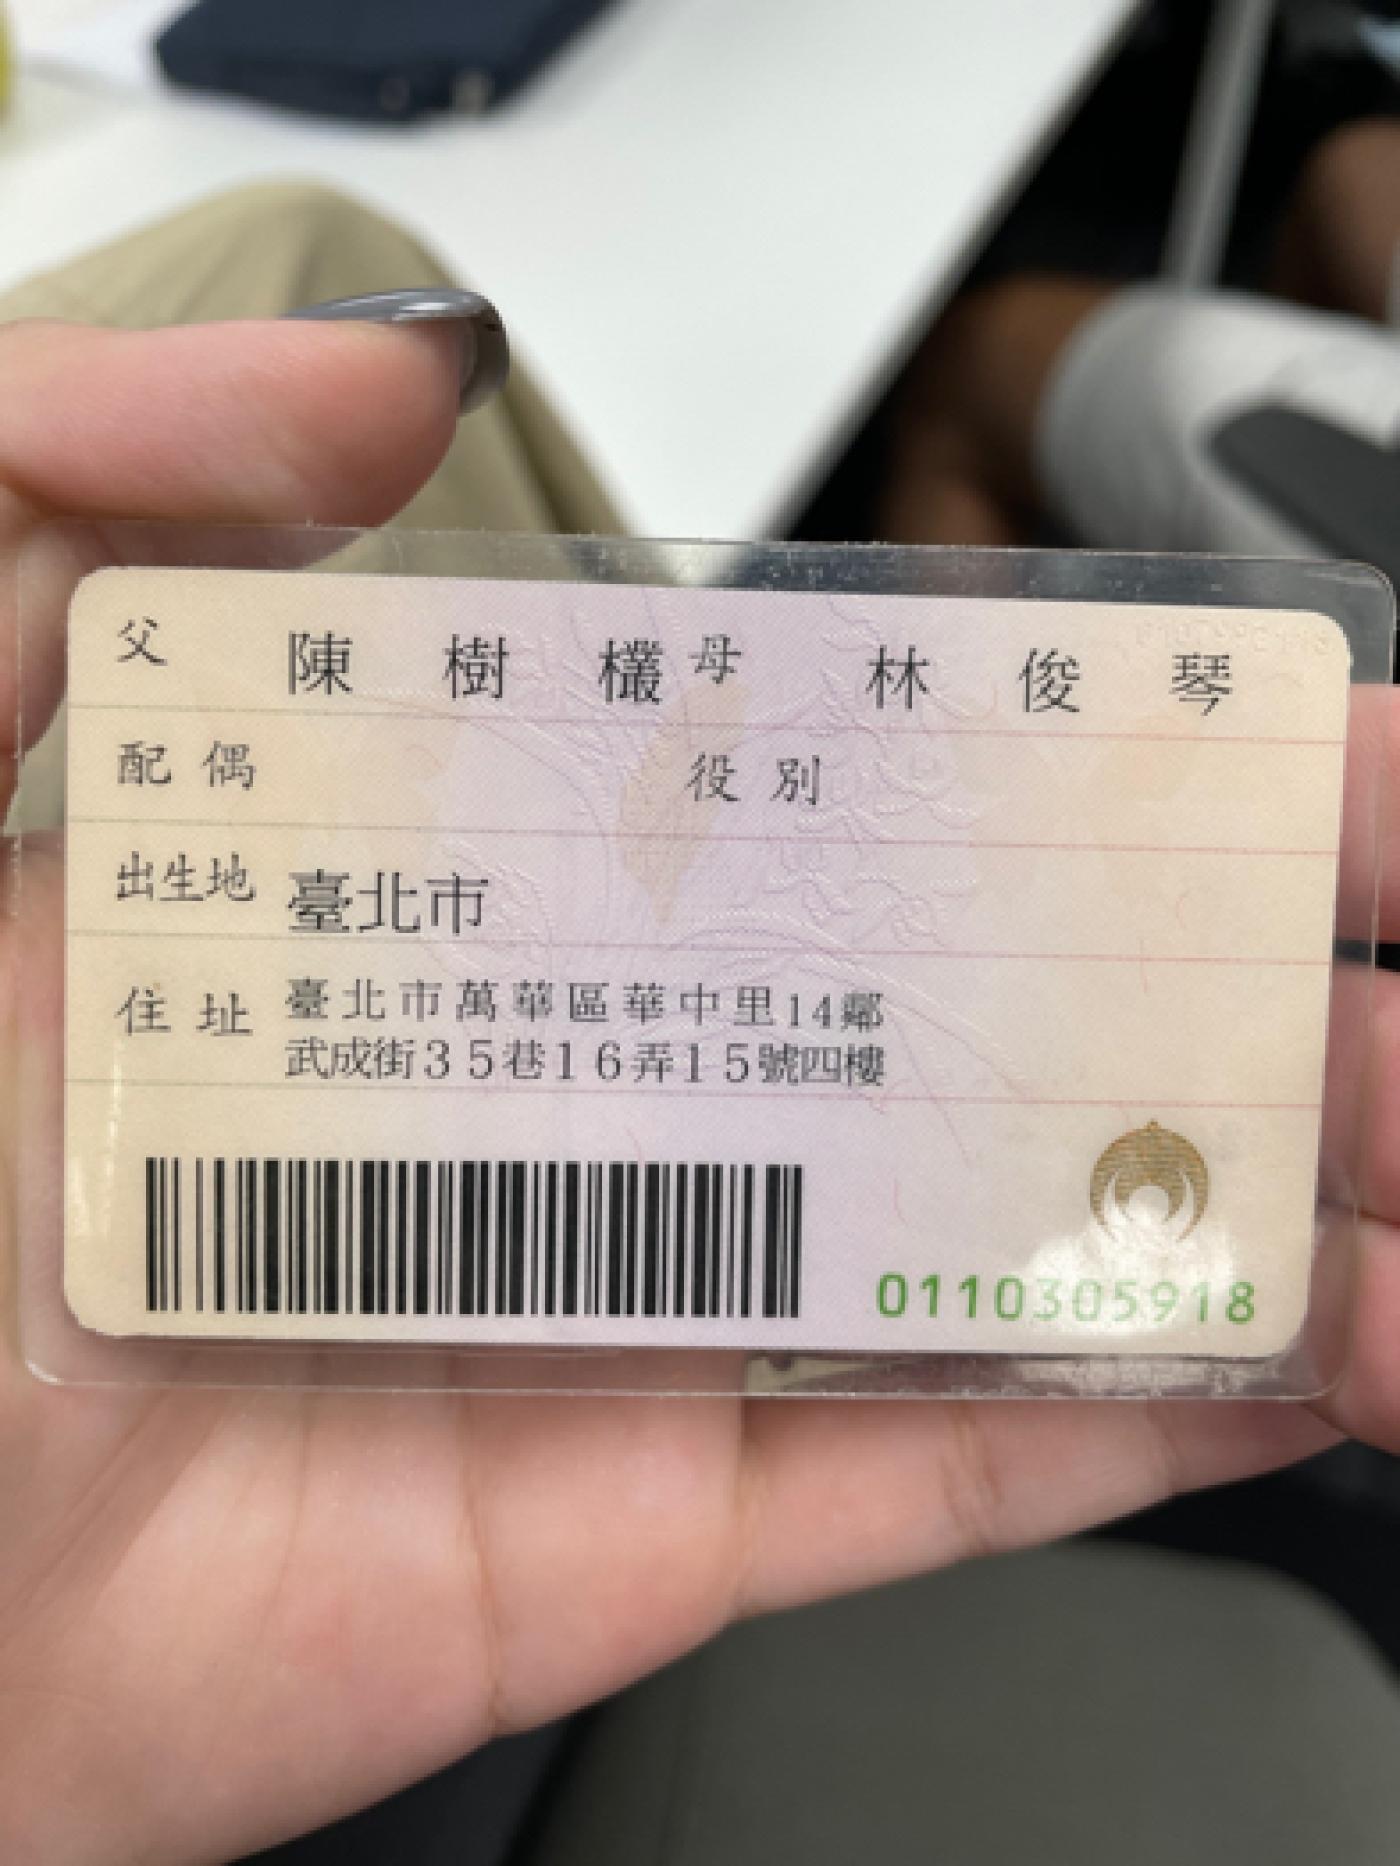 父 陳樹欉 母 林俊琴
配偶 役別
出生地 臺北市
住址 臺北市萬華區華中里14鄰
武成街35巷16弄15號四樓
0110305918